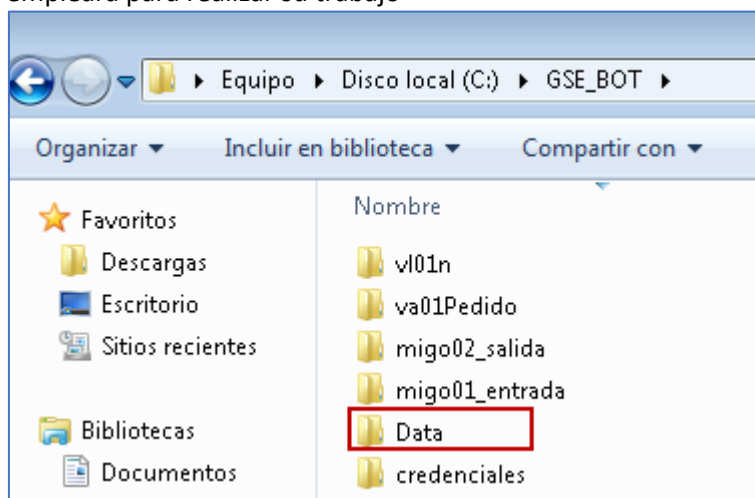 empleará para realizar su trabajo
Equipo Disco local (C:) GSE_BOT
Organizar Incluir en biblioteca Compartir con
Favoritos
Descargas
Escritorio
Sitios recientes
Bibliotecas
Documentos
Nombre
vl01n
va01Pedido
migo02_salida
migo01_entrada
Data
credenciales